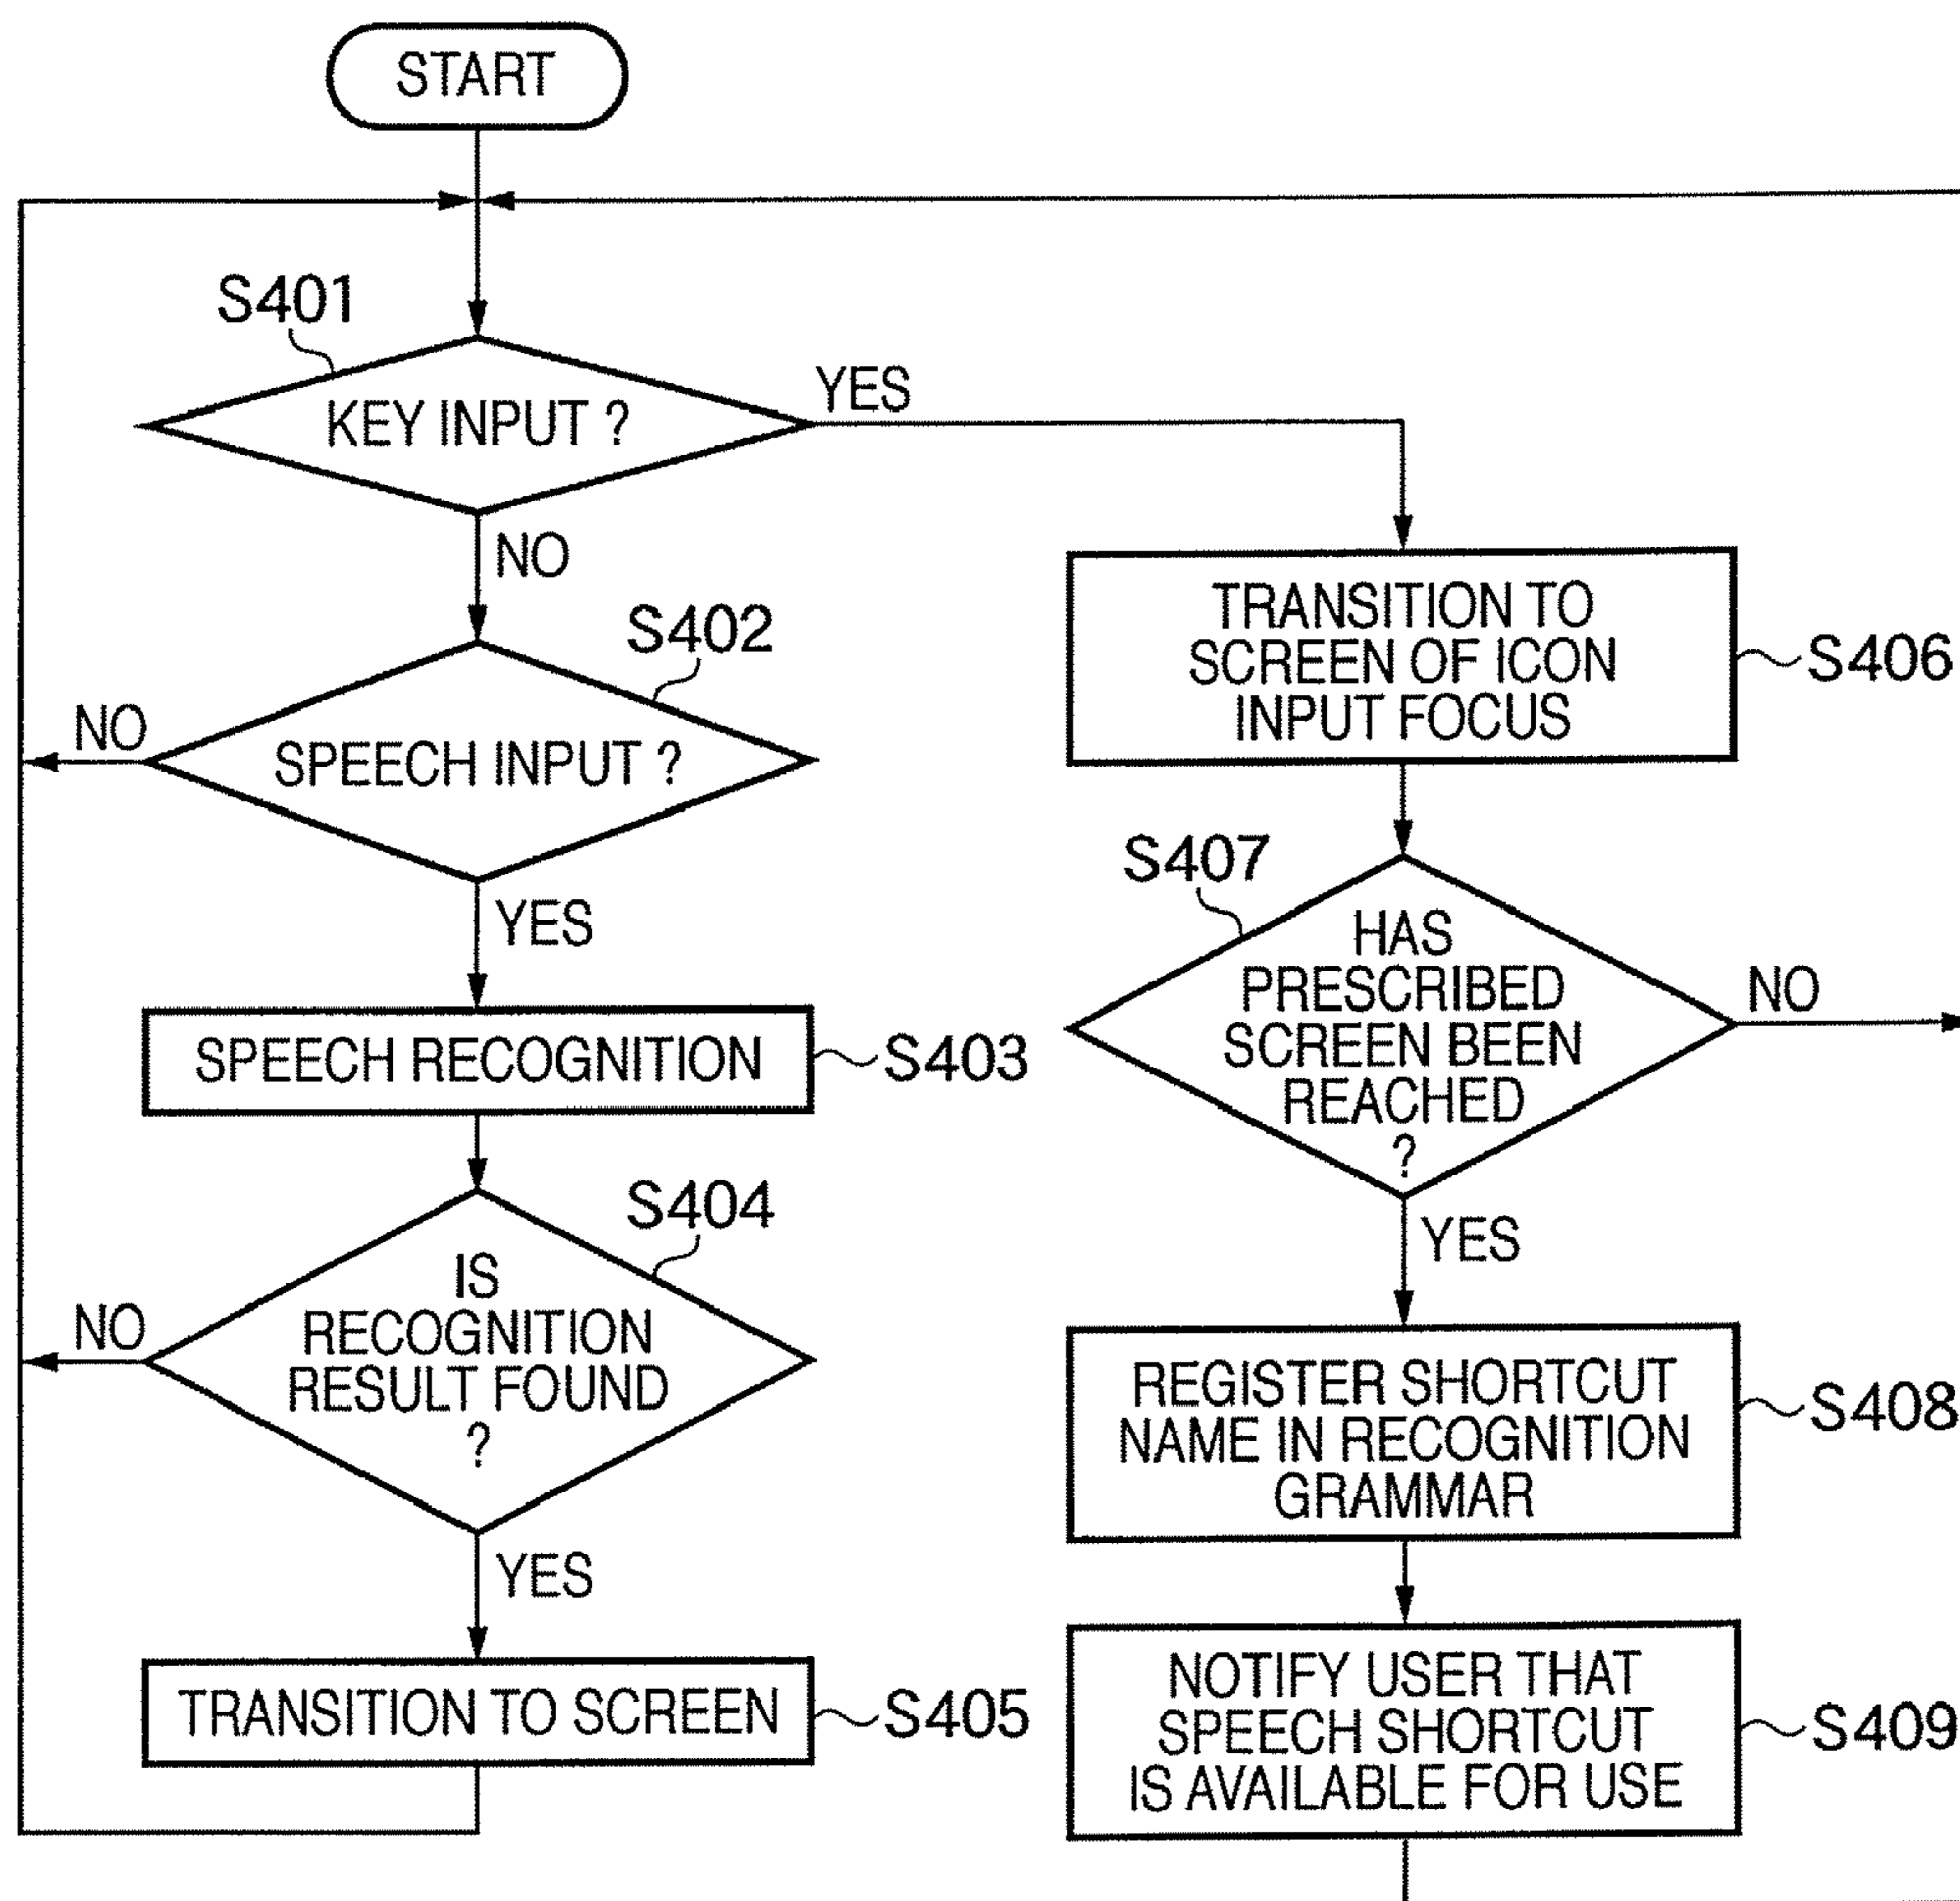 START
S401
KEY INPUT ?
YES
NO
S402
SPEECH INPUT ?
NO
YES
SPEECH RECOGNITION
S403
S404
IS
RECOGNITION
RESULT FOUND
?
NO
YES
TRANSITION TO SCREEN
S405
TRANSITION TO
SCREEN OF ICON
INPUT FOCUS
S406
S407
HAS
PRESCRIBED
SCREEN BEEN
REACHED
?
NO
YES
REGISTER SHORTCUT
NAME IN RECOGNITION
GRAMMAR
S408
NOTIFY USER THAT
SPEECH SHORTCUT
IS AVAILABLE FOR USE
S409